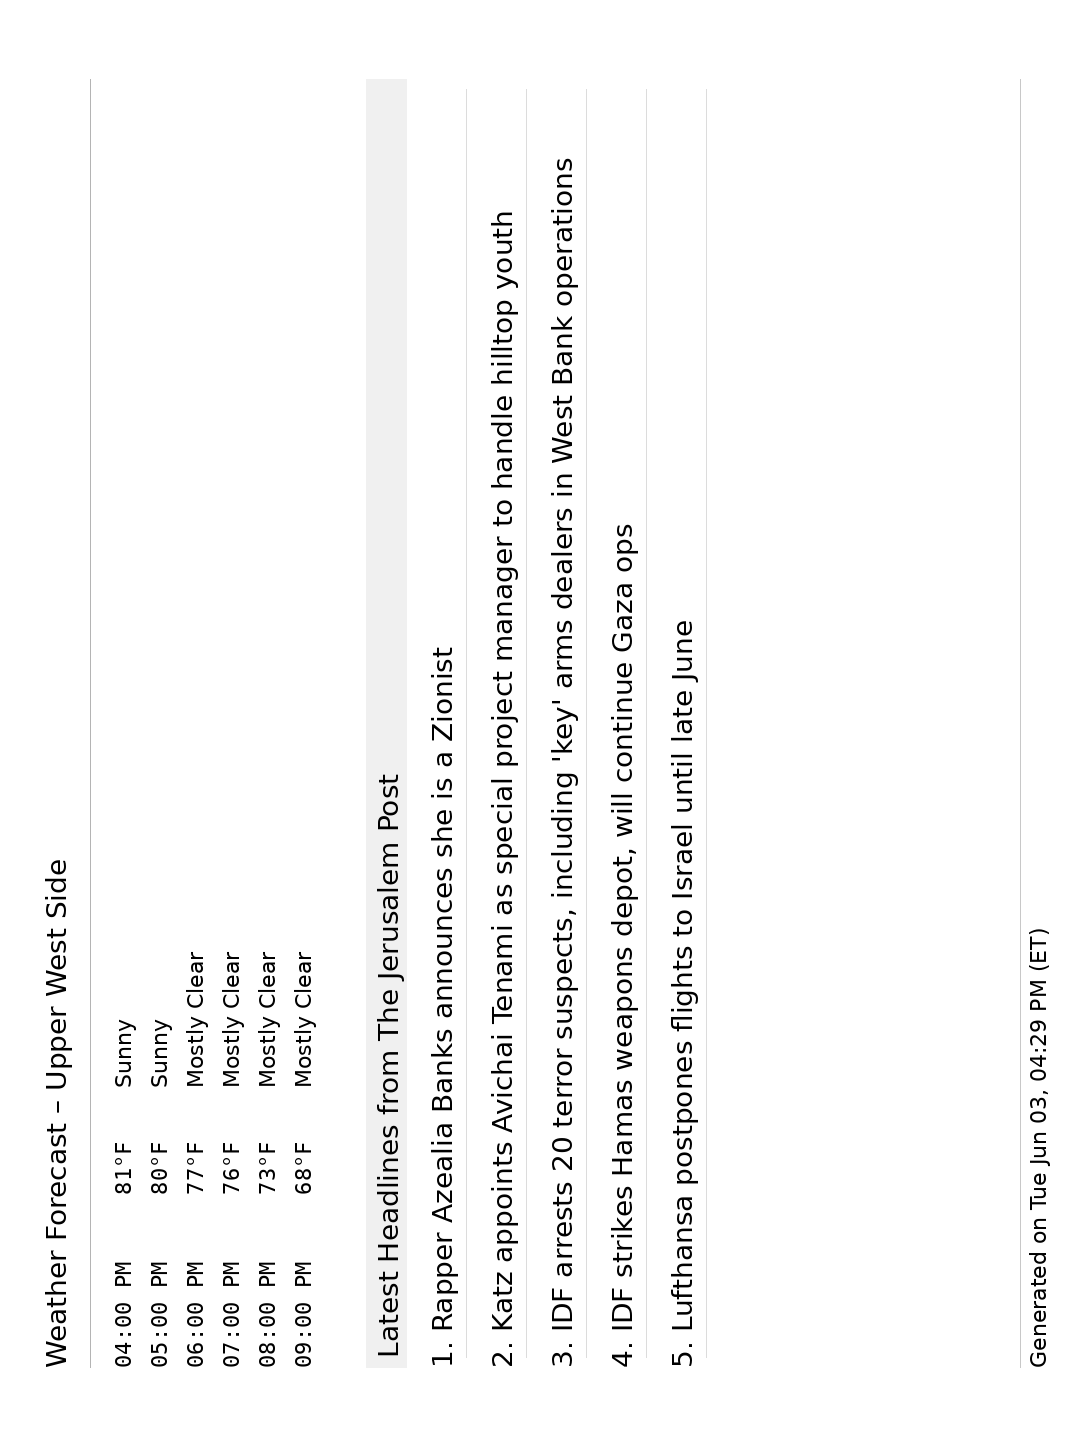 Weather Forecast – Upper West Side
04:00 PM 81°F Sunny
05:00 PM 80°F Sunny
06:00 PM 77°F Mostly Clear
07:00 PM 76°F Mostly Clear
08:00 PM 73°F Mostly Clear
09:00 PM 68°F Mostly Clear
Latest Headlines from The Jerusalem Post
1. Rapper Azealia Banks announces she is a Zionist
2. Katz appoints Avichai Tenami as special project manager to handle hilltop youth
3. IDF arrests 20 terror suspects, including 'key' arms dealers in West Bank operations
4. IDF strikes Hamas weapons depot, will continue Gaza ops
5. Lufthansa postpones flights to Israel until late June
Generated on Tue Jun 03, 04:29 PM (ET)